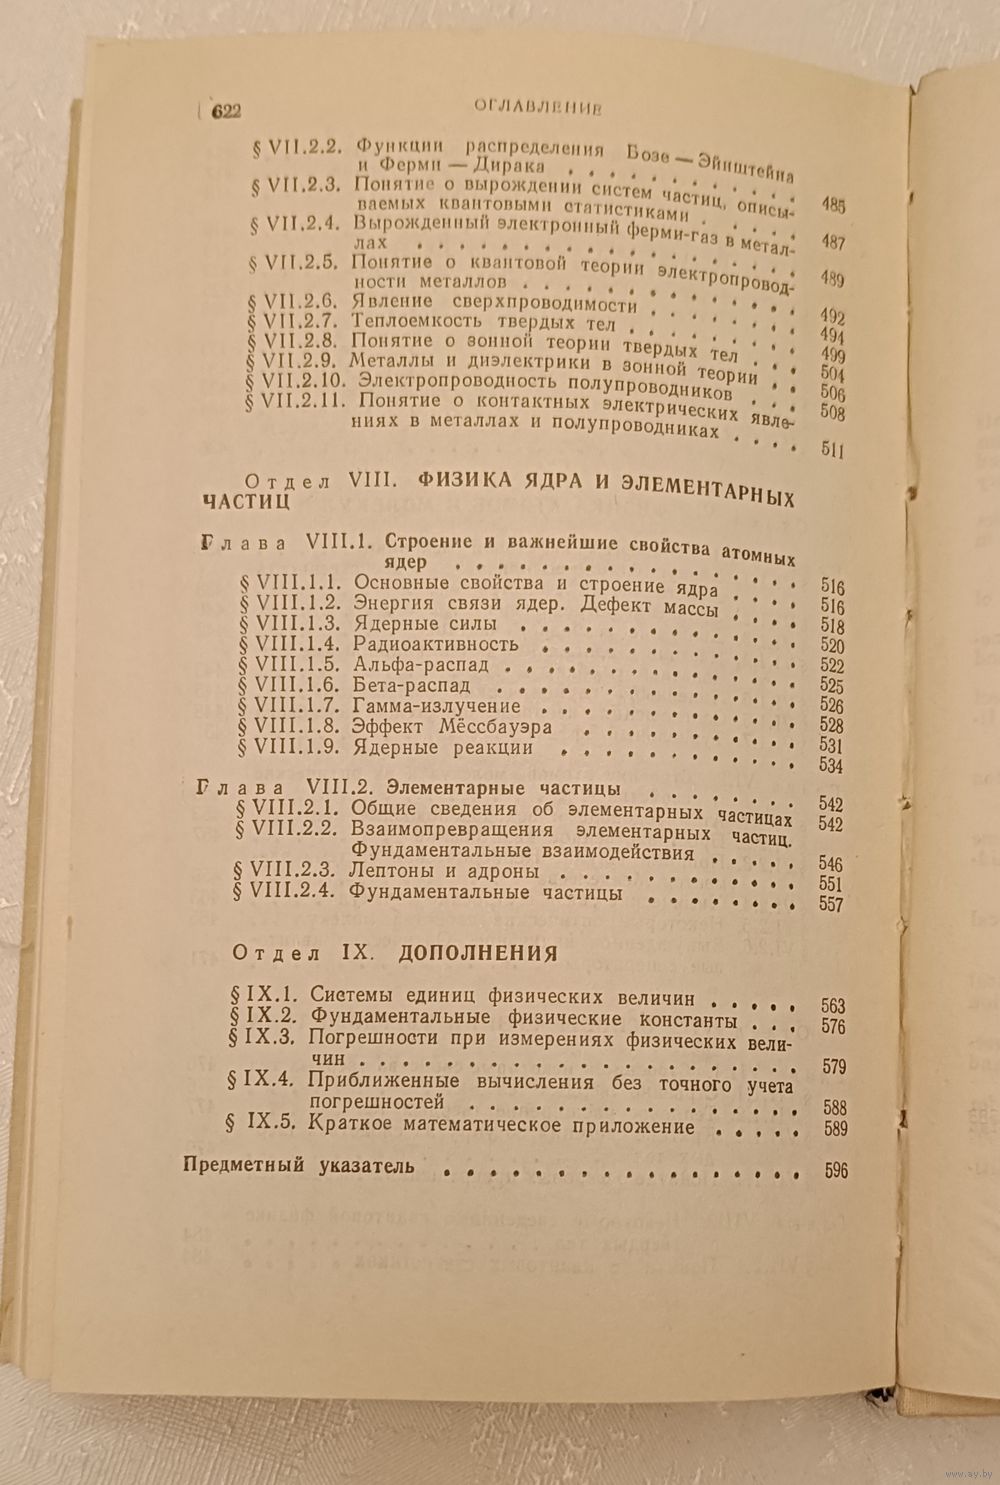 622
ОГЛАВЛЕНИЕ
§ VII.2.2. Функции распределения Бозе — Эйнштейна
и Ферми — Дирака . . . . . . . . . . . 485
§ VII.2.3. Понятие о вырождении систем частиц, описы-
ваемых квантовыми статистиками . . . . . 487
§ VII.2.4. Вырожденный электронный ферми-газ в метал-
лах . . . . . . . . . . . . . . . . . . 489
§ VII.2.5. Понятие о квантовой теории электропровод-
ности металлов . . . . . . . . . . . . . 492
§ VII.2.6. Явление сверхпроводимости . . . . . . . . 494
§ VII.2.7. Теплоемкость твердых тел . . . . . . . . . 499
§ VII.2.8. Понятие о зонной теории твердых тел . . . 504
§ VII.2.9. Металлы и диэлектрики в зонной теории . . 506
§ VII.2.10. Электропроводность полупроводников . . . 508
§ VII.2.11. Понятие о контактных электрических явле-
ниях в металлах и полупроводниках . . . . 511
Отдел VIII. ФИЗИКА ЯДРА И ЭЛЕМЕНТАРНЫХ
ЧАСТИЦ
Глава VIII.1. Строение и важнейшие свойства атомных
ядер . . . . . . . . . . . . . . . . 516
§ VIII.1.1. Основные свойства и строение ядра . . . . 516
§ VIII.1.2. Энергия связи ядер. Дефект массы . . . . 518
§ VIII.1.3. Ядерные силы . . . . . . . . . . . . . 520
§ VIII.1.4. Радиоактивность . . . . . . . . . . . . 522
§ VIII.1.5. Альфа-распад . . . . . . . . . . . . . . 525
§ VIII.1.6. Бета-распад . . . . . . . . . . . . . . 526
§ VIII.1.7. Гамма-излучение . . . . . . . . . . . . 528
§ VIII.1.8. Эффект Мёссбауэра . . . . . . . . . . 531
§ VIII.1.9. Ядерные реакции . . . . . . . . . . . 534
Глава VIII.2. Элементарные частицы . . . . . . . . 542
§ VIII.2.1. Общие сведения об элементарных частицах 542
§ VIII.2.2. Взаимопревращения элементарных частиц.
Фундаментальные взаимодействия . . . . . 546
§ VIII.2.3. Лептоны и адроны . . . . . . . . . . . 551
§ VIII.2.4. Фундаментальные частицы . . . . . . . . 557
Отдел IX. ДОПОЛНЕНИЯ
§ IX.1. Системы единиц физических величин . . . . . 563
§ IX.2. Фундаментальные физические константы . . . 576
§ IX.3. Погрешности при измерениях физических вели-
чин . . . . . . . . . . . . . . . . . . . 579
§ IX.4. Приближенные вычисления без точного учета
погрешностей . . . . . . . . . . . . . . . 588
§ IX.5. Краткое математическое приложение . . . . . 589
Предметный указатель . . . . . . . . . . . . . . . . 596
www.ay.by